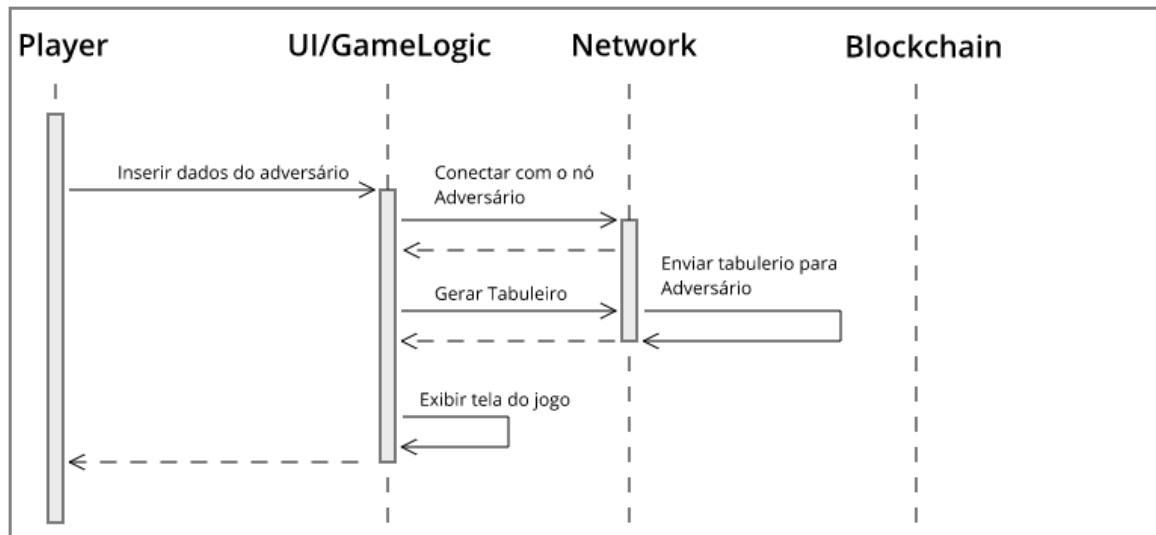 Player
UI/GameLogic
Network
Blockchain
Inserir dados do adversário
Conectar com o nó
Adversário
Enviar tabulerio para
Adversário
Gerar Tabuleiro
Exibir tela do jogo